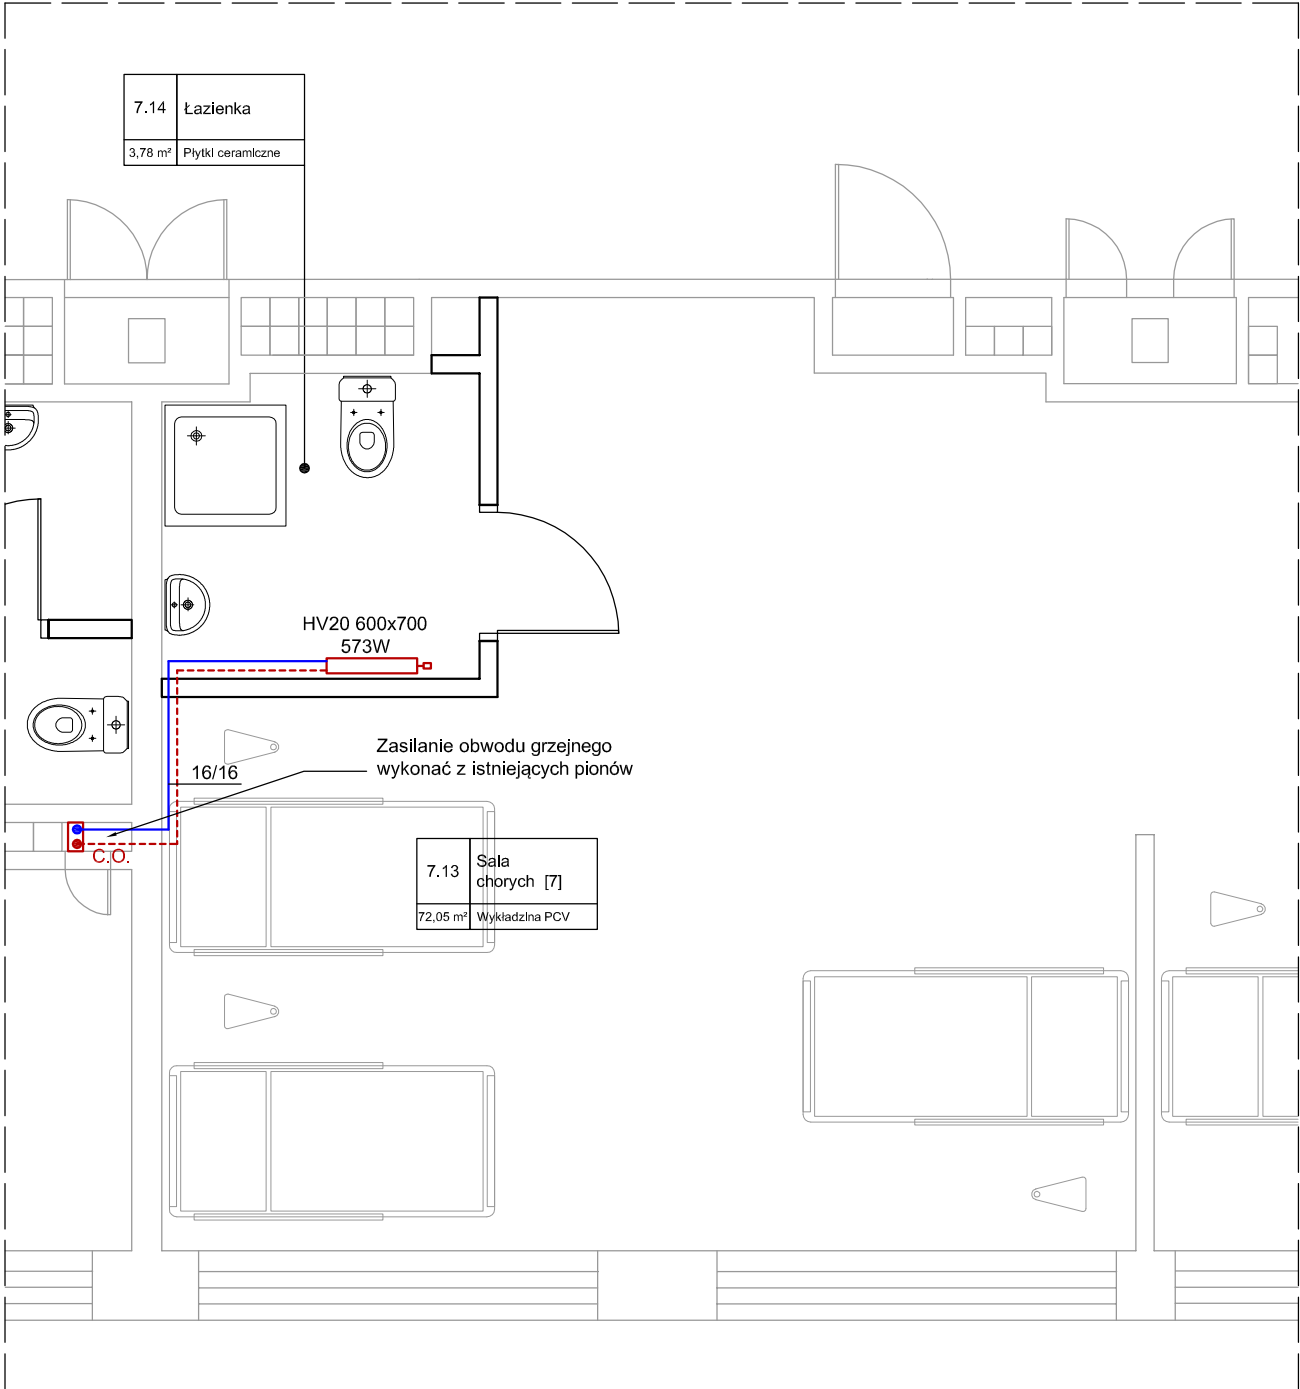 7.14 Łazienka
3,78 m² Płytki ceramiczne
HV20 600x700
573W
Zasilanie obwodu grzejnego
wykonać z istniejących pionów
16/16
C.O.
7.13 Sala
chorych [7]
72,05 m² Wykładzina PCV